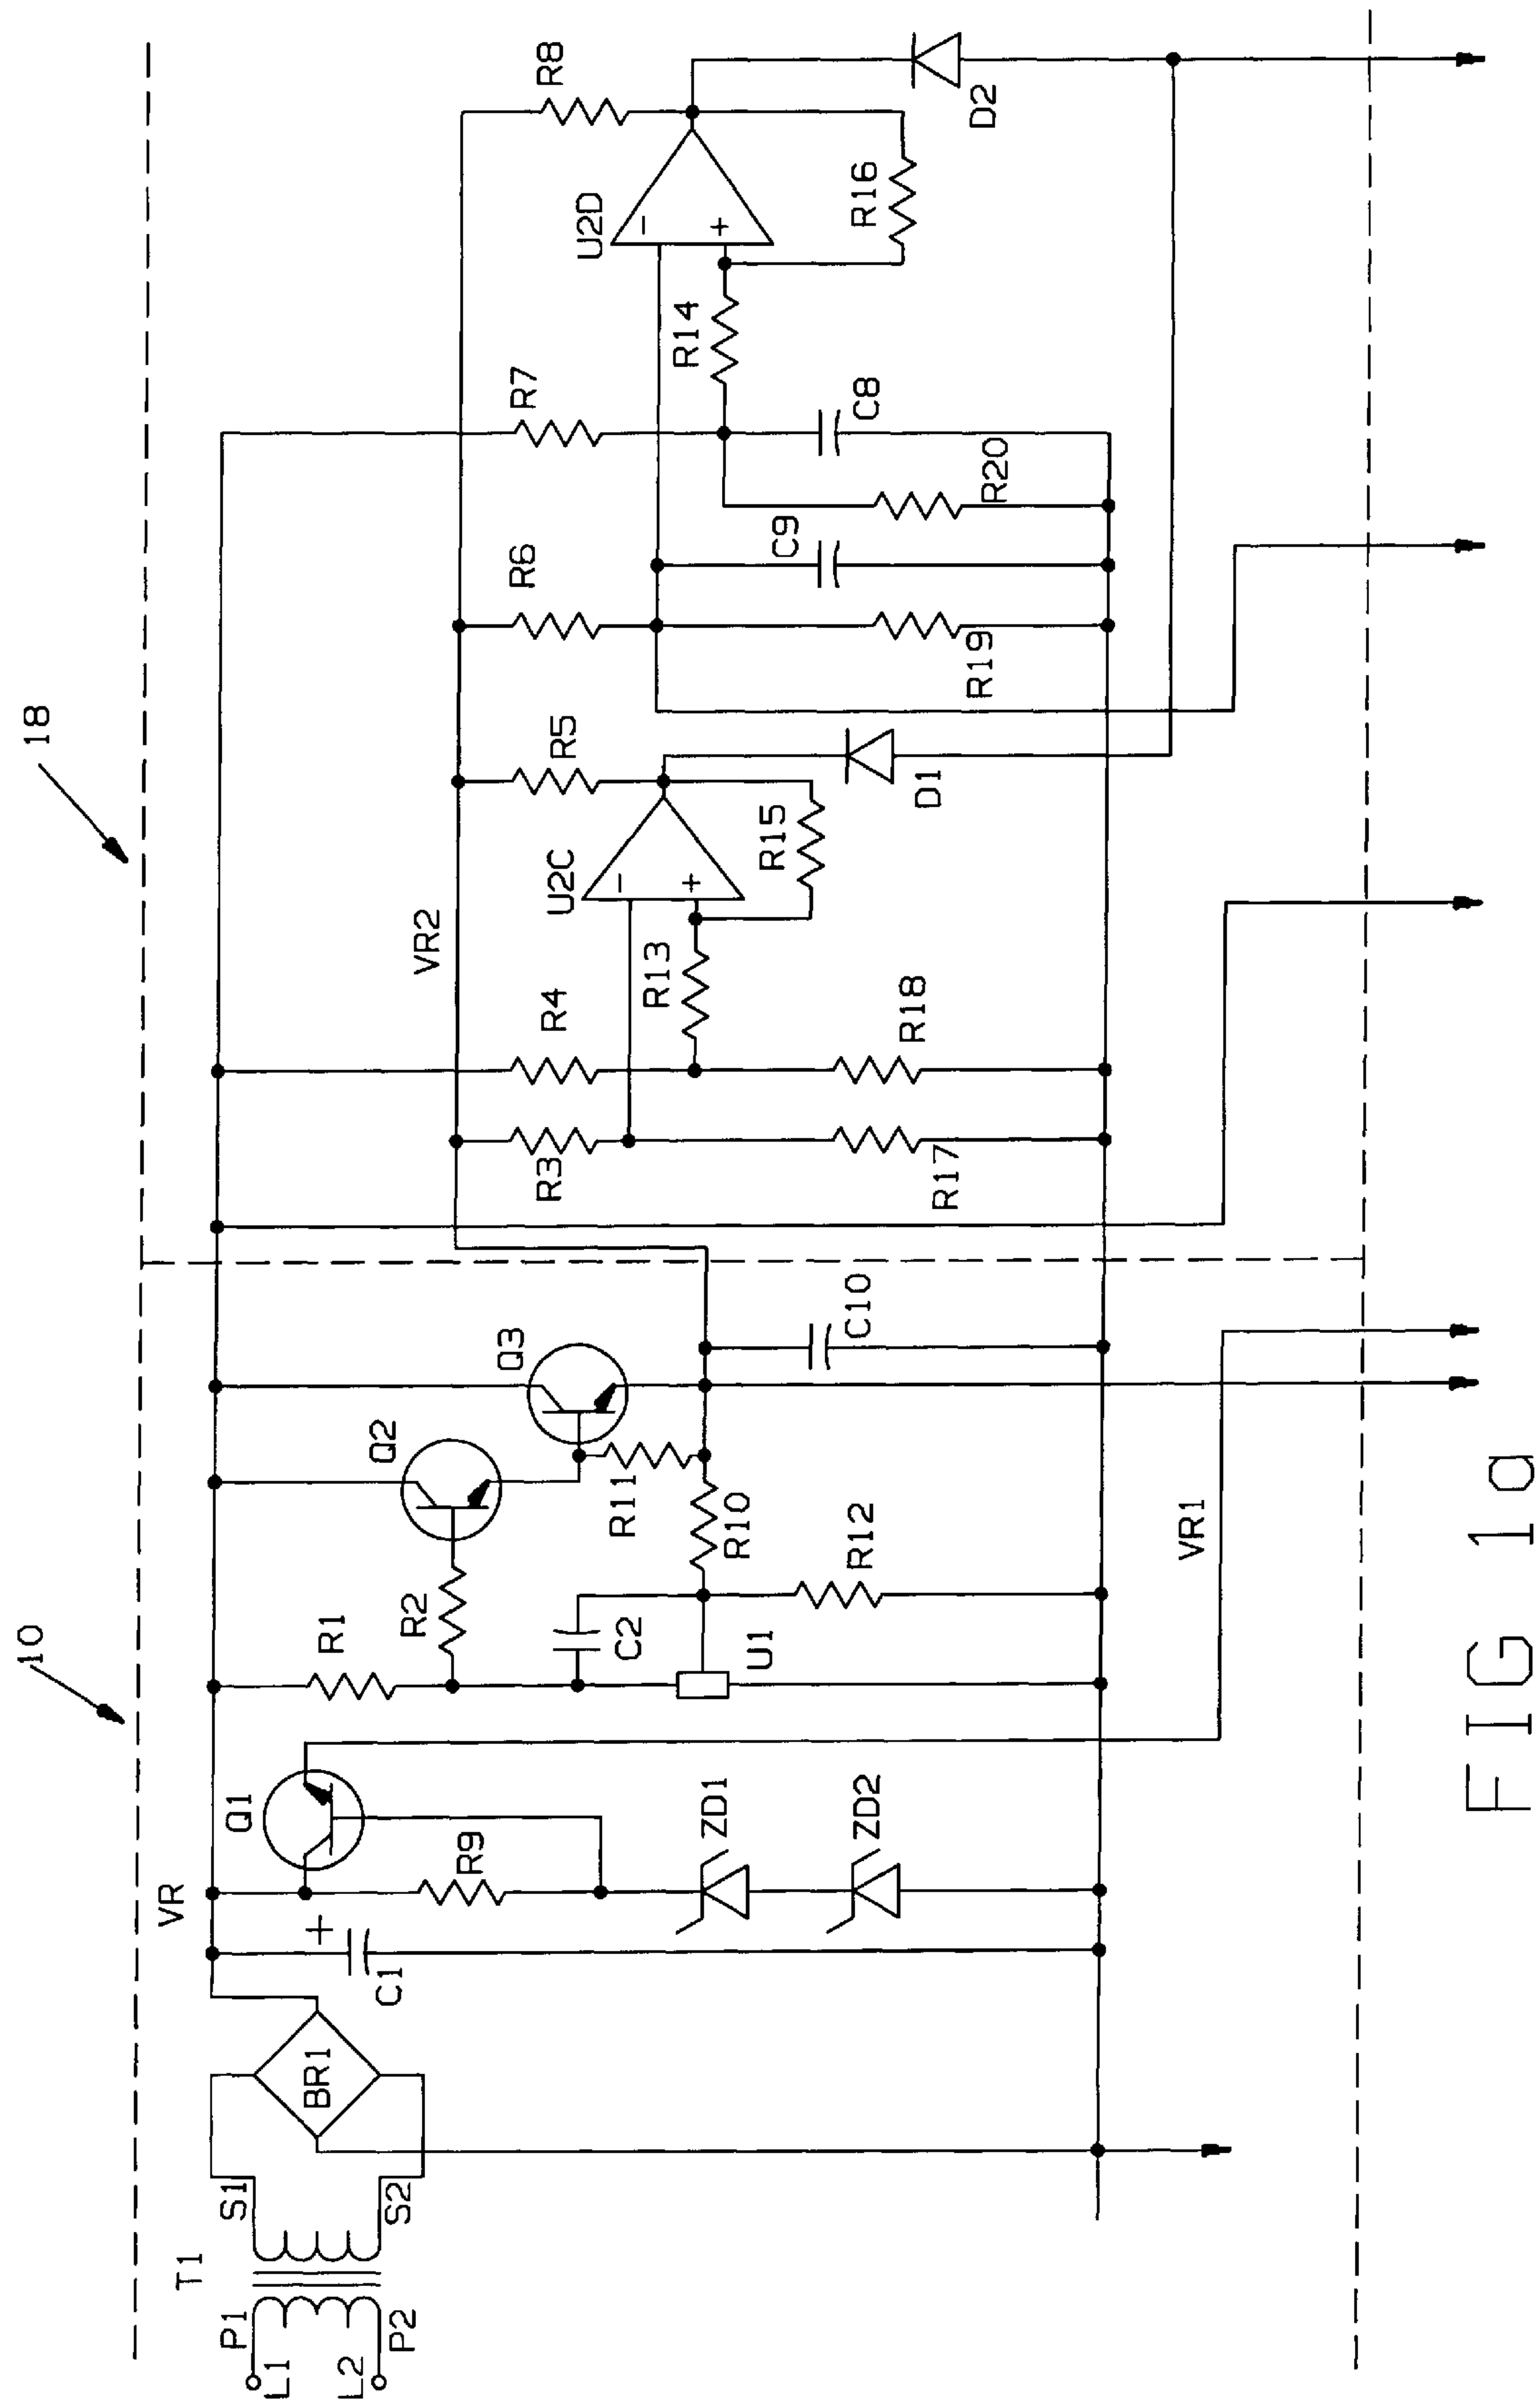 10
18
T1
P1
P2
L1
L2
S1
S2
BR1
VR
+
C1
Q1
R9
ZD1
ZD2
R1
R2
C2
U1
Q2
R11
R10
R12
Q3
C10
VR1
VR2
R3
R17
R4
R18
R13
U2C
-
+
R15
R5
D1
R6
R19
C9
R20
R7
C8
R14
U2D
-
+
R16
R8
D2
FIG 1a